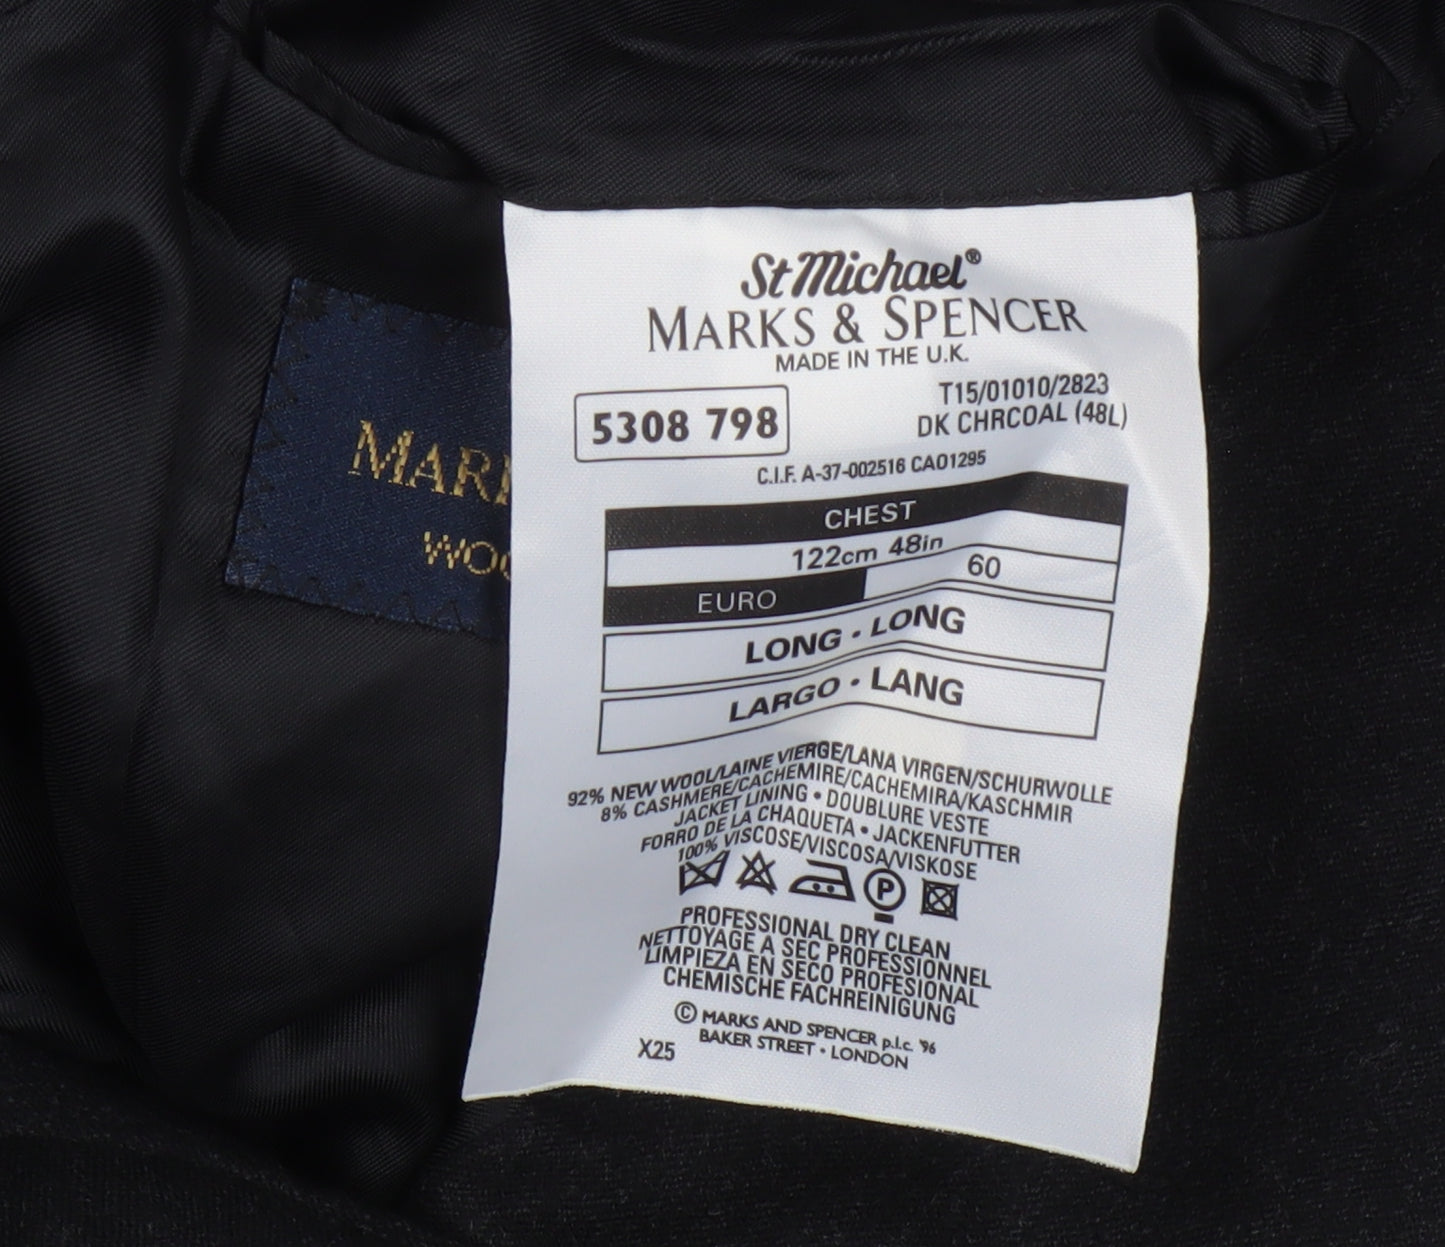 St Michael®
MARKS & SPENCER
MADE IN THE U.K.
5308 798
T15/01010/2823
DK CHRCOAL (48L)
C.I.F. A-37-002516 CAO1295
CHEST
122cm 48in
EURO
60
LONG · LONG
LARGO · LANG
92% NEW WOOL/LAINE VIERGE/LANA VIRGEN/SCHURWOLLE
8% CASHMERE/CACHEMIRE/CACHEMIRA/KASCHMIR
JACKET LINING • DOUBLURE VESTE
FORRO DE LA CHAQUETA • JACKENFUTTER
100% VISCOSE/VISCOSA/VISKOSE
P
PROFESSIONAL DRY CLEAN
NETTOYAGE A SEC PROFESSIONNEL
LIMPIEZA EN SECO PROFESIONAL
CHEMISCHE FACHREINIGUNG
© MARKS AND SPENCER p.l.c. '96
BAKER STREET · LONDON
X25
MAR
WOO